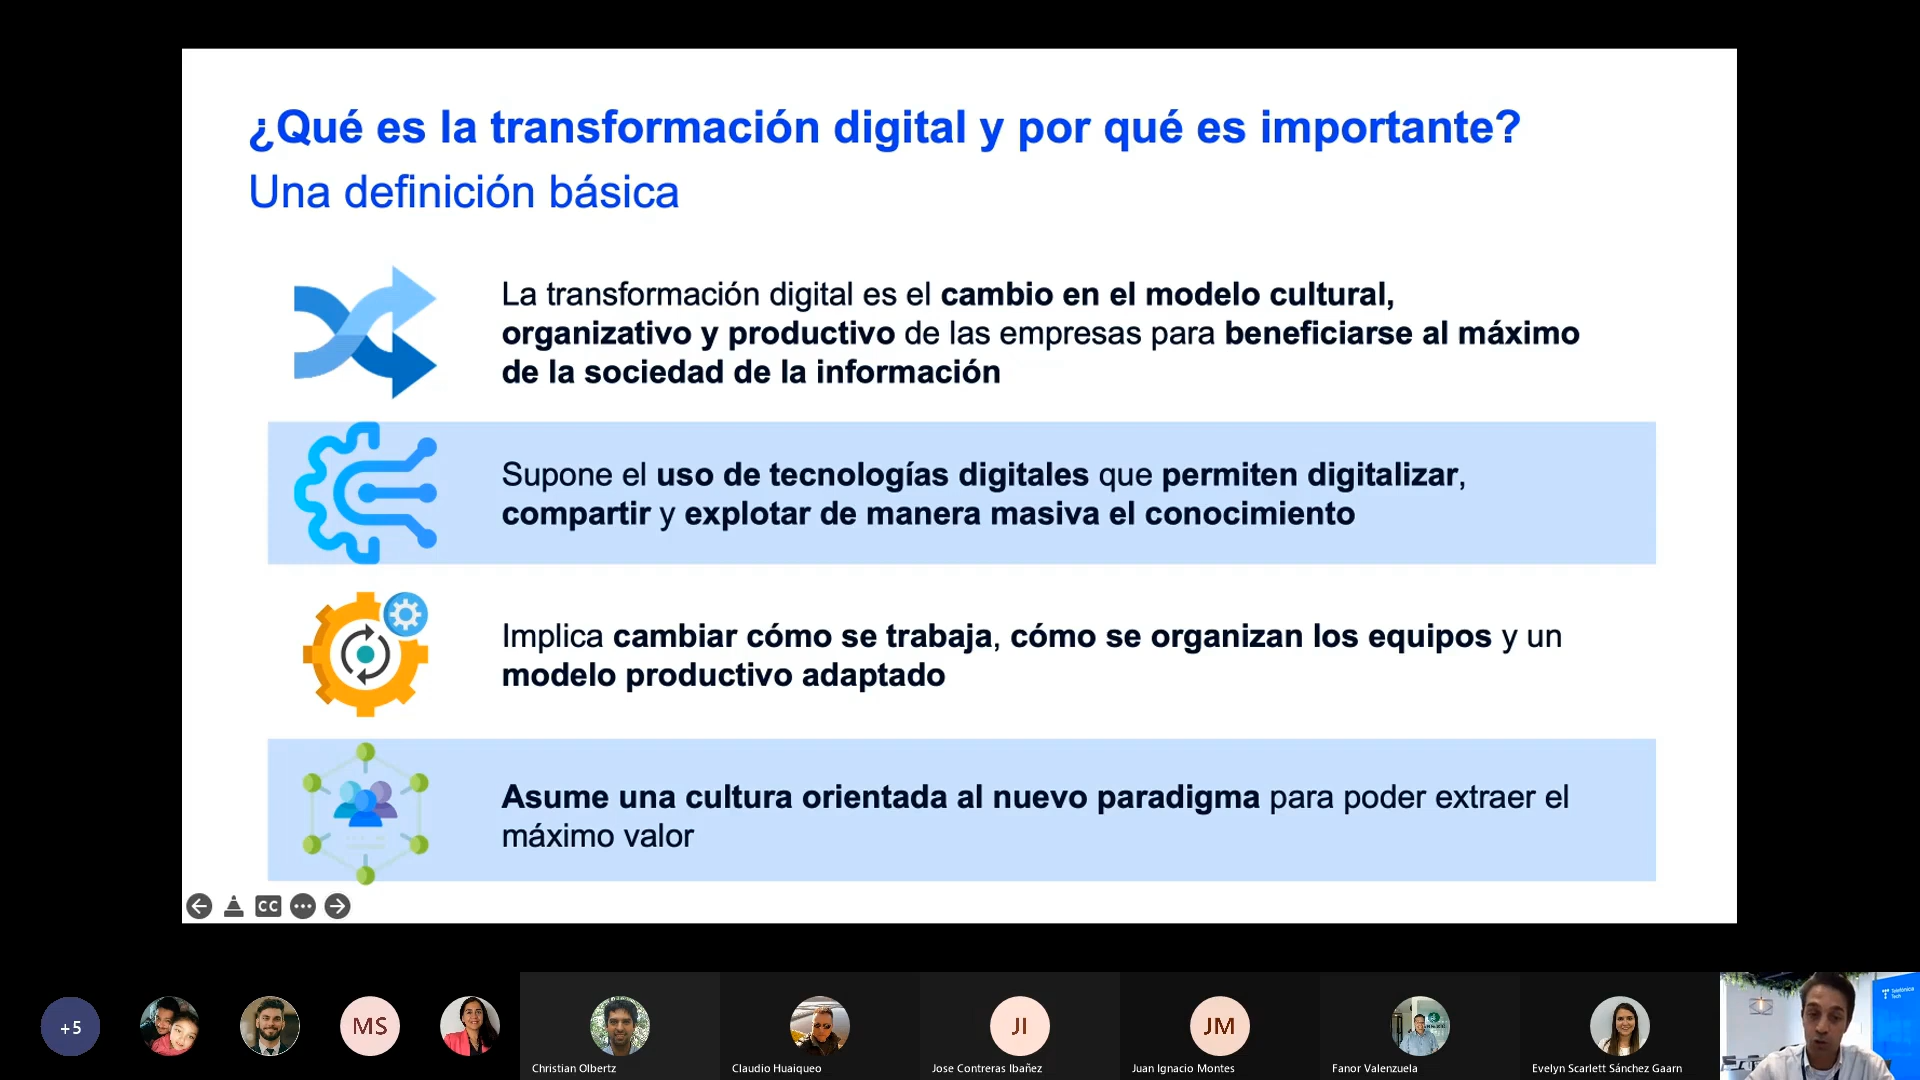 ¿Qué es la transformación digital y por qué es importante?
Una definición básica
La transformación digital es el cambio en el modelo cultural,
organizativo y productivo de las empresas para beneficiarse al máximo
de la sociedad de la información
Supone el uso de tecnologías digitales que permiten digitalizar,
compartir y explotar de manera masiva el conocimiento
Implica cambiar cómo se trabaja, cómo se organizan los equipos y un
modelo productivo adaptado
Asume una cultura orientada al nuevo paradigma para poder extraer el
máximo valor
CC
+5
MS
JI
JM
Telefónica
Tech
Christian Olbertz
Claudio Huaiqueo
Jose Contreras Ibañez
Juan Ignacio Montes
Fanor Valenzuela
Evelyn Scarlett Sánchez Gaarn